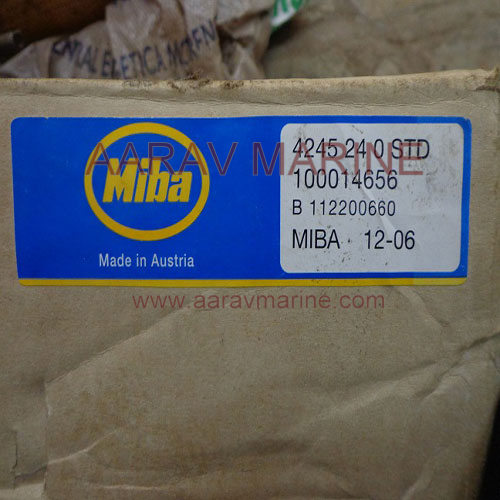 AARAV MARINE
Miba
Made in Austria
4245 24 0 STD
100014656
B 112200660
MIBA 12-06
www.aaravmarine.com